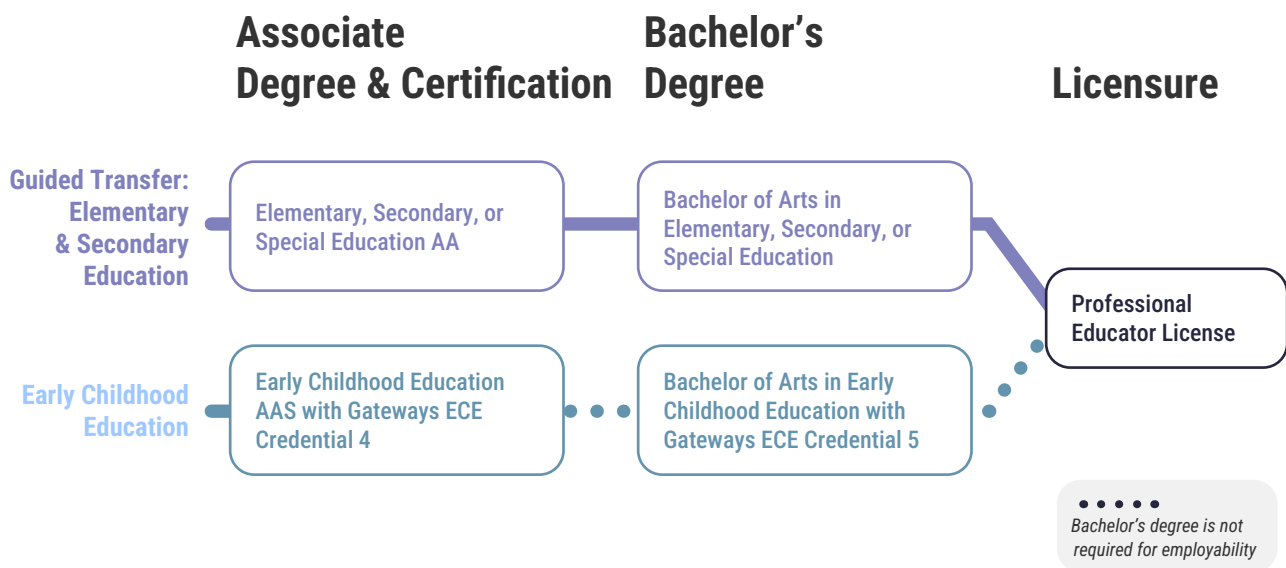 Associate
Degree & Certification
Bachelor’s
Degree
Licensure
Guided Transfer:
Elementary
& Secondary
Education
Elementary, Secondary, or
Special Education AA
Bachelor of Arts in
Elementary, Secondary, or
Special Education
Professional
Educator License
Early Childhood
Education
Early Childhood Education
AAS with Gateways ECE
Credential 4
Bachelor of Arts in Early
Childhood Education with
Gateways ECE Credential 5
Bachelor’s degree is not
required for employability